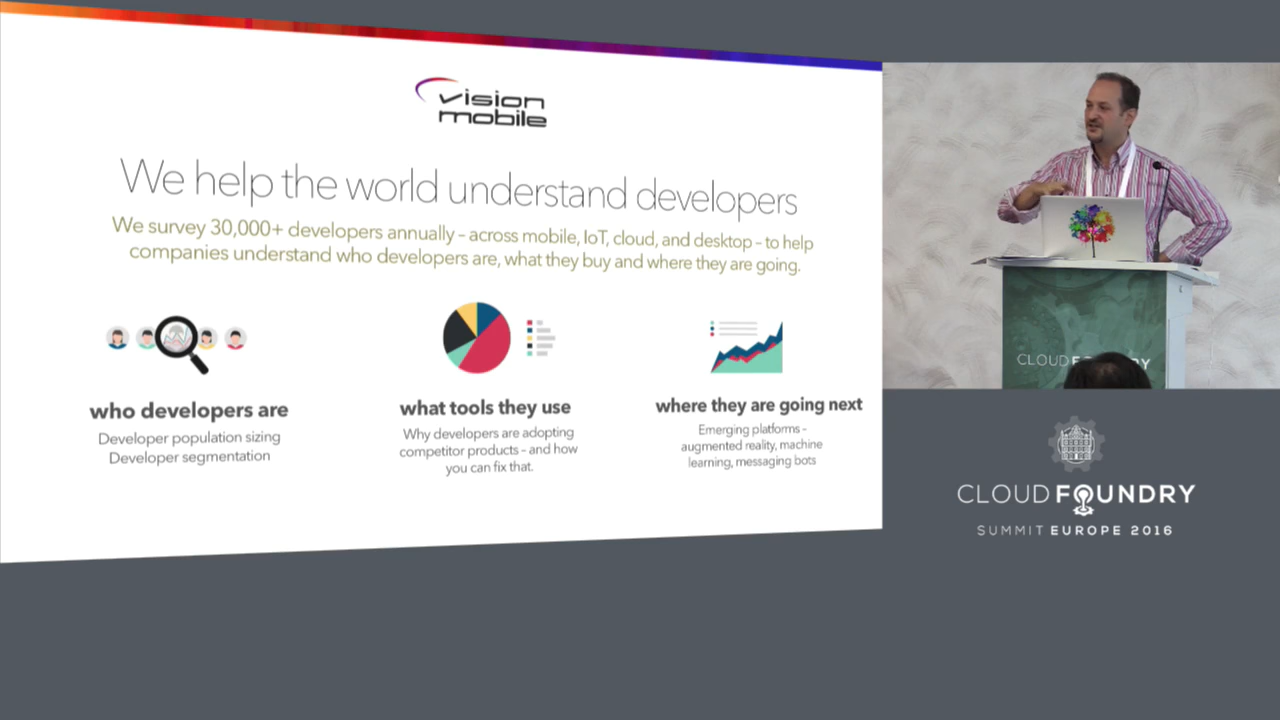 vision
mobile
We help the world understand developers
We survey 30,000+ developers annually – across mobile, IoT, cloud, and desktop – to help
companies understand who developers are, what they buy and where they are going.
who developers are
Developer population sizing
Developer segmentation
what tools they use
Why developers are adopting
competitor products – and how
you can fix that.
where they are going next
Emerging platforms –
augmented reality, machine
learning, messaging bots
CLOUD FOUNDRY
CLOUD FOUNDRY
SUMMIT EUROPE 2016